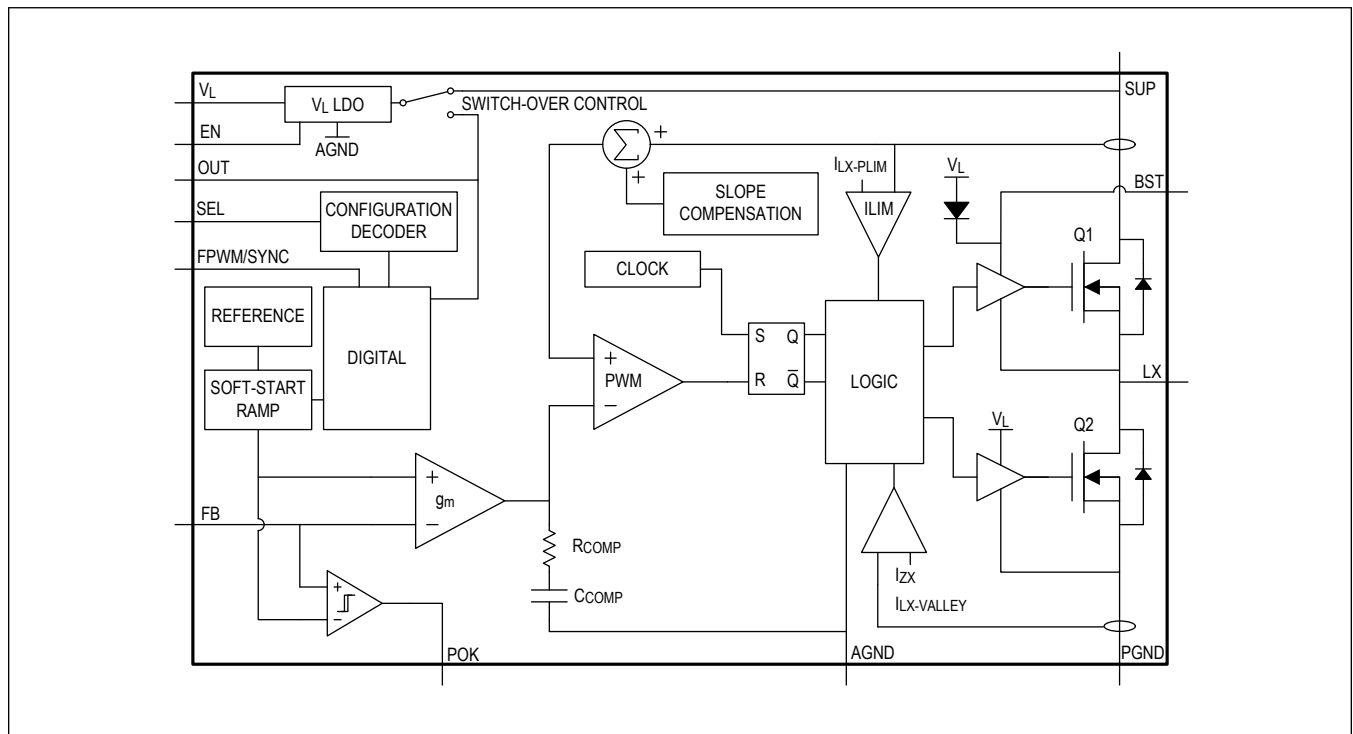 VL
VL LDO
SWITCH-OVER CONTROL
SUP
EN
AGND
OUT
SEL
CONFIGURATION
DECODER
FPWM/SYNC
REFERENCE
DIGITAL
SOFT-START
RAMP
FB
+
gm
−
+
−
POK
Σ
+
+
SLOPE
COMPENSATION
CLOCK
+
PWM
−
S Q
R Q̅
RCOMP
CCOMP
ILX-PLIM
ILIM
LOGIC
IZX
ILX-VALLEY
AGND
VL
BST
Q1
LX
VL
Q2
PGND